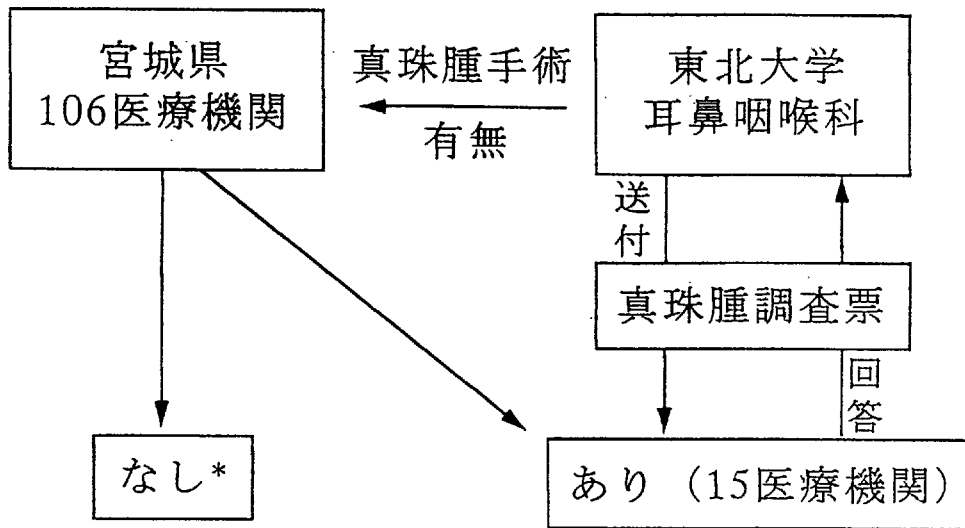 宮城県
106医療機関
真珠腫手術
有無
東北大学
耳鼻咽喉科
送付
真珠腫調査票
回答
なし*
あり（15医療機関）